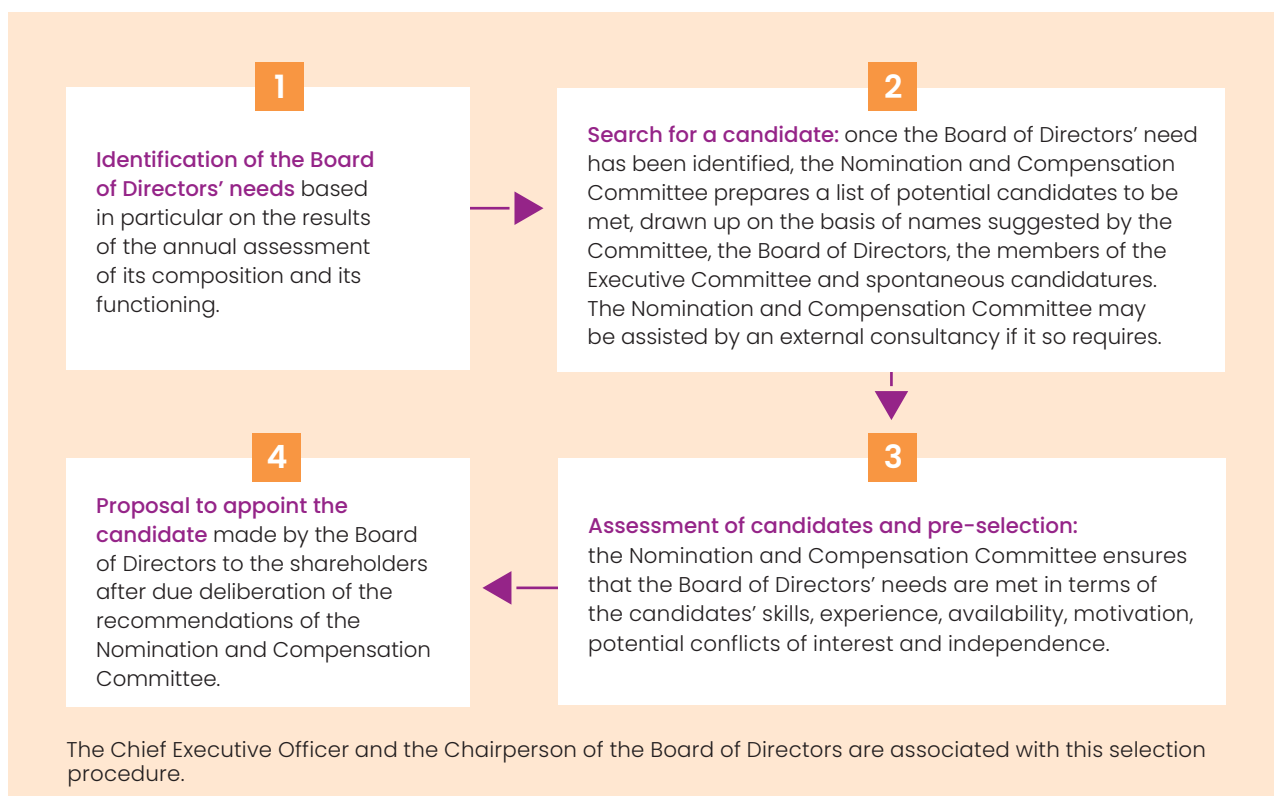 1
Identification of the Board
of Directors’ needs based
in particular on the results
of the annual assessment
of its composition and its
functioning.
2
Search for a candidate: once the Board of Directors’ need
has been identified, the Nomination and Compensation
Committee prepares a list of potential candidates to be
met, drawn up on the basis of names suggested by the
Committee, the Board of Directors, the members of the
Executive Committee and spontaneous candidatures.
The Nomination and Compensation Committee may
be assisted by an external consultancy if it so requires.
3
Assessment of candidates and pre-selection:
the Nomination and Compensation Committee ensures
that the Board of Directors’ needs are met in terms of
the candidates’ skills, experience, availability, motivation,
potential conflicts of interest and independence.
4
Proposal to appoint the
candidate made by the Board
of Directors to the shareholders
after due deliberation of the
recommendations of the
Nomination and Compensation
Committee.
The Chief Executive Officer and the Chairperson of the Board of Directors are associated with this selection
procedure.